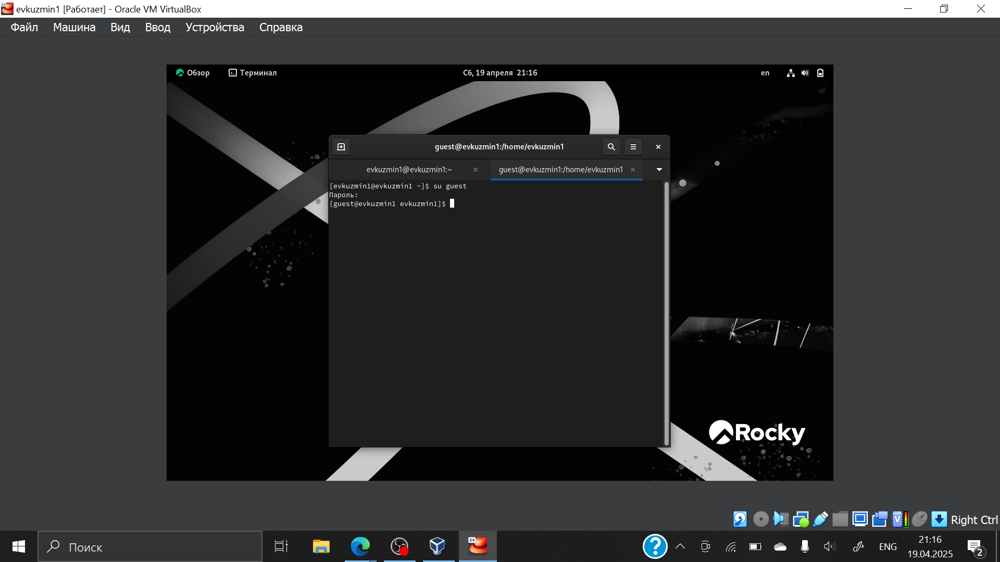 64
evkuzmin1 [Работает] - Oracle VM VirtualBox
Файл Машина Вид Ввод Устройства Справка
Обзор Терминал Сб, 19 апреля 21:16 en
guest@evkuzmin1:/home/evkuzmin1
evkuzmin1@evkuzmin1:~ guest@evkuzmin1:/home/evkuzmin1
[evkuzmin1@evkuzmin1 ~]$ su guest
Пароль:
[guest@evkuzmin1 evkuzmin1]$
Rocky
V Right Ctrl
Поиск 64 ? ENG 21:16
19.04.2025 2